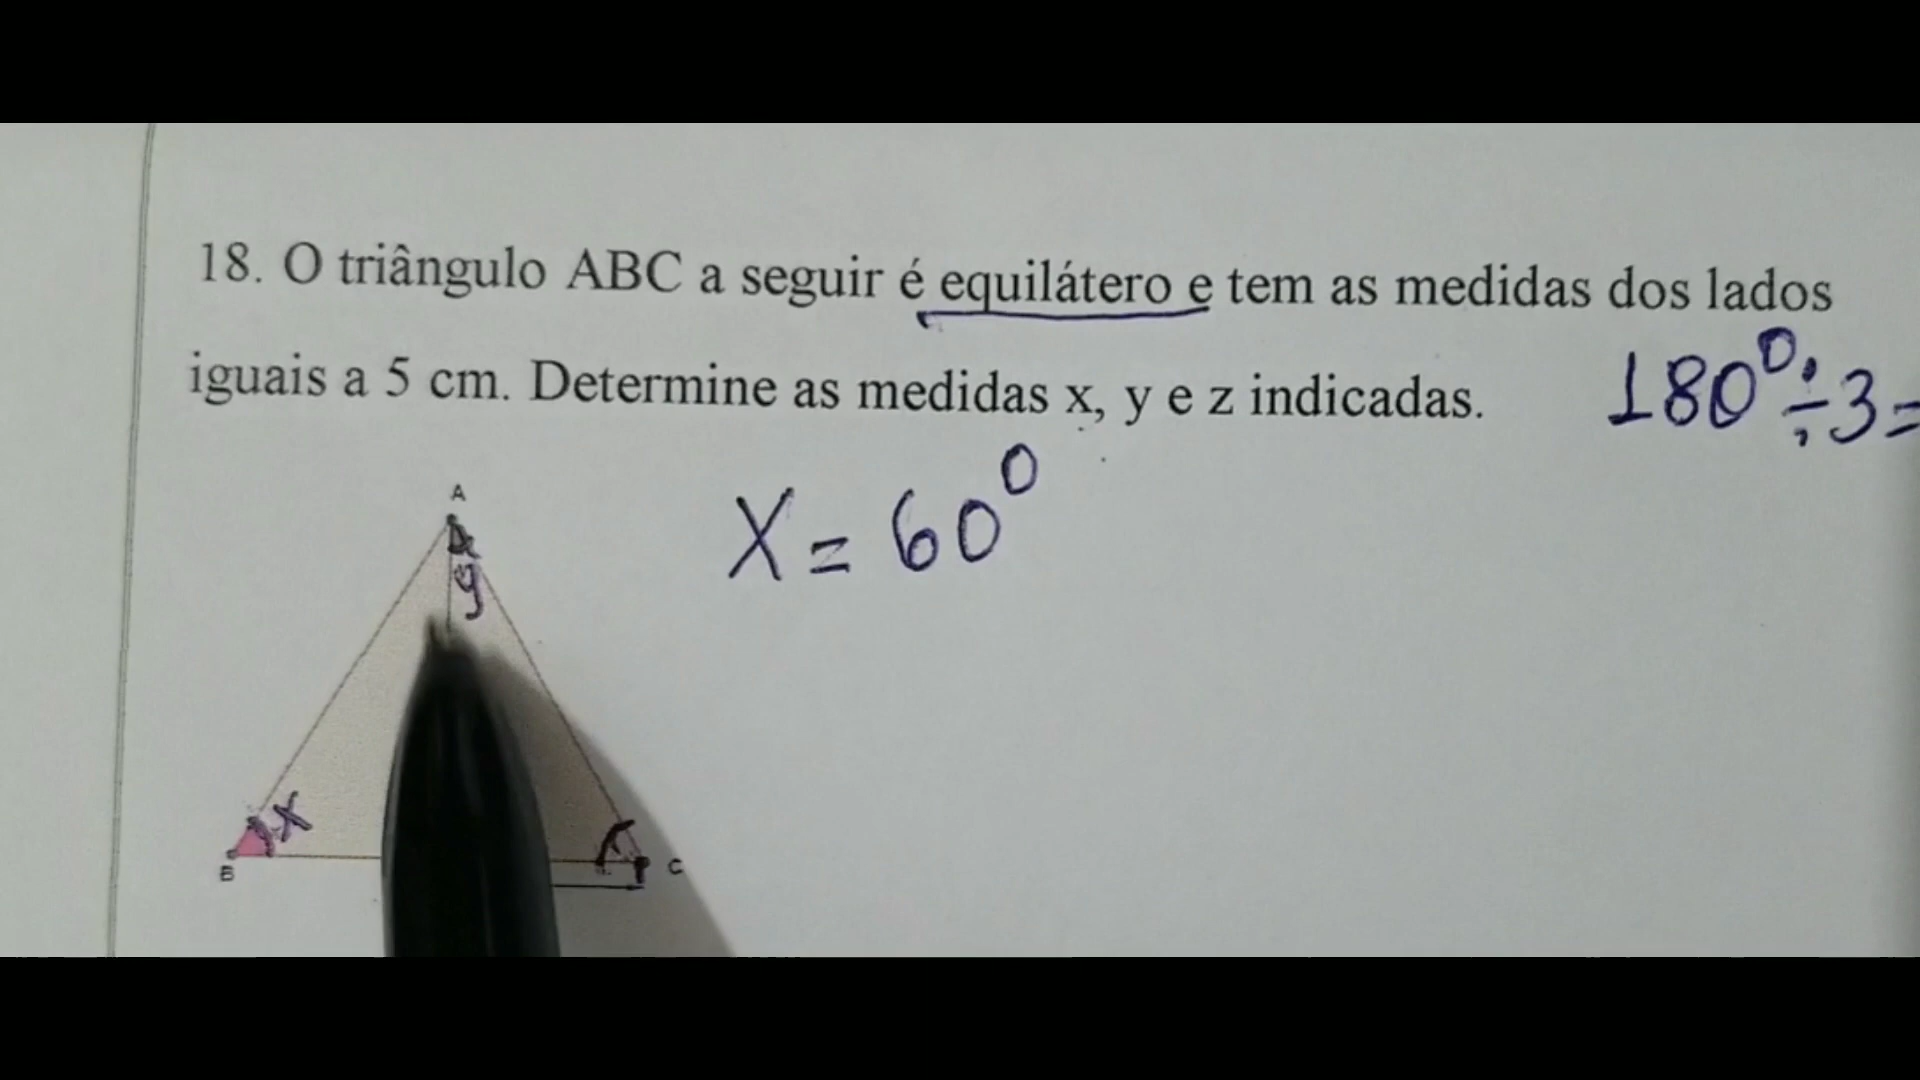 18. O triângulo ABC a seguir é equilátero e tem as medidas dos lados
iguais a 5 cm. Determine as medidas x, y e z indicadas.
180° ÷ 3 =
X = 60°
A
y
x
B
C